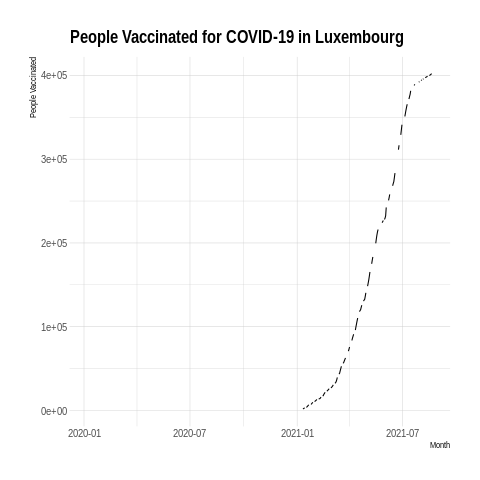 People Vaccinated for COVID-19 in Luxembourg
People Vaccinated
4e+05
3e+05
2e+05
1e+05
0e+00
2020-01 2020-07 2021-01 2021-07
Month